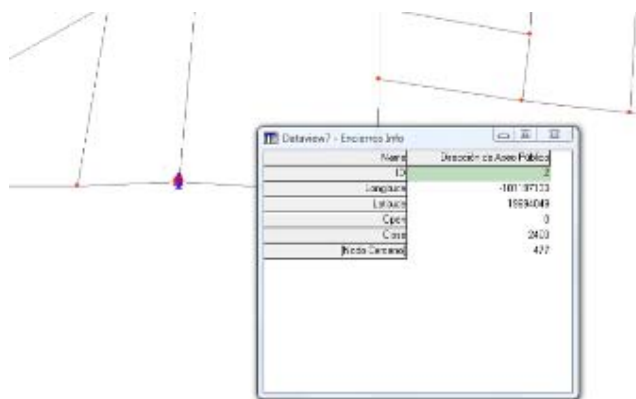 Dataview7 - Encierros Info
Name Dirección de Aseo Público
ID 2
Longitude
Latitude
Open 0
Close 2400
[Nodo Cercano] 477